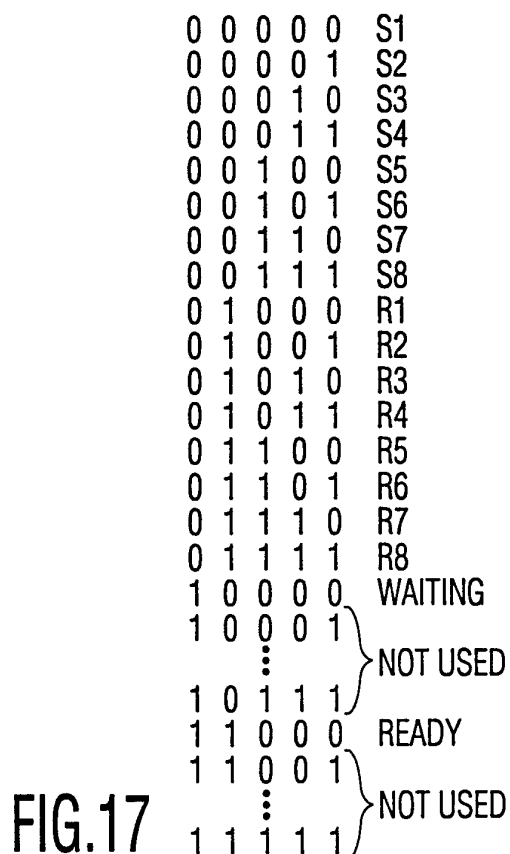 0 0 0 0 0 S1
0 0 0 0 1 S2
0 0 0 1 0 S3
0 0 0 1 1 S4
0 0 1 0 0 S5
0 0 1 0 1 S6
0 0 1 1 0 S7
0 0 1 1 1 S8
0 1 0 0 0 R1
0 1 0 0 1 R2
0 1 0 1 0 R3
0 1 0 1 1 R4
0 1 1 0 0 R5
0 1 1 0 1 R6
0 1 1 1 0 R7
0 1 1 1 1 R8
1 0 0 0 0 WAITING
1 0 0 0 1
⋮ NOT USED
1 0 1 1 1
1 1 0 0 0 READY
1 1 0 0 1
⋮ NOT USED
1 1 1 1 1
FIG.17